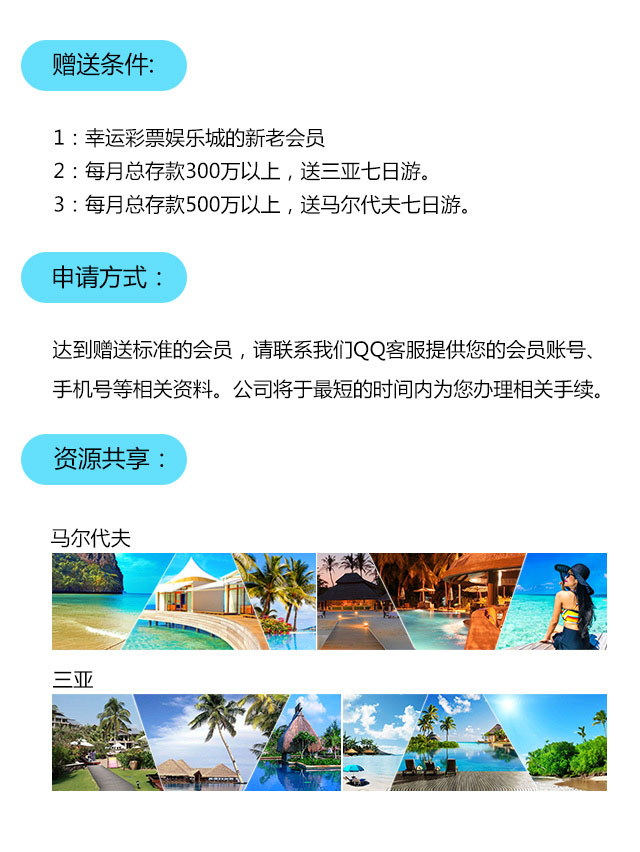 赠送条件:
1：幸运彩票娱乐城的新老会员
2：每月总存款300万以上，送三亚七日游。
3：每月总存款500万以上，送马尔代夫七日游。
申请方式：
达到赠送标准的会员，请联系我们QQ客服提供您的会员账号、
手机号等相关资料。公司将于最短的时间内为您办理相关手续。
资源共享：
马尔代夫
三亚